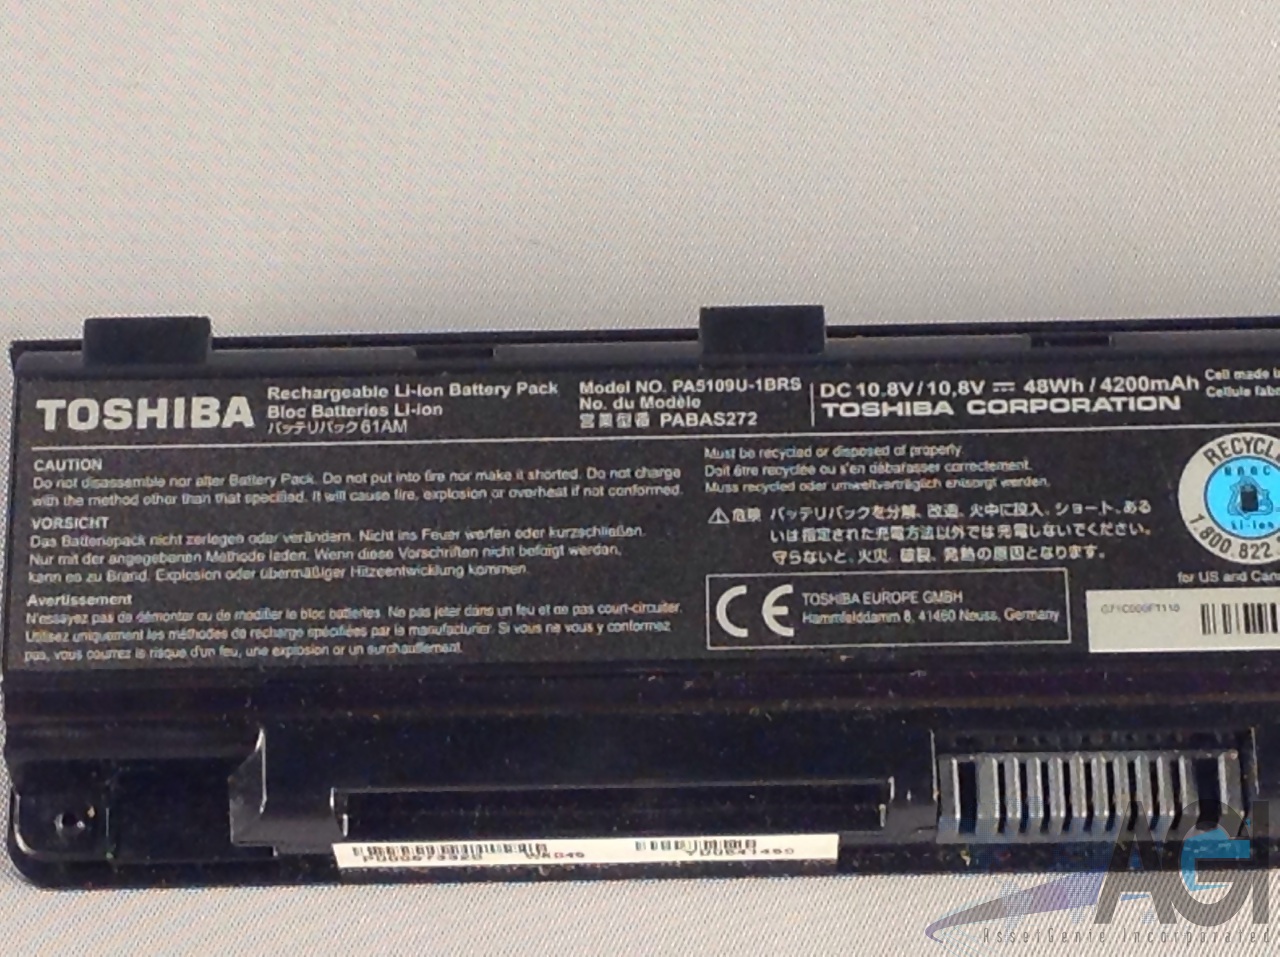 TOSHIBA
Rechargeable Li-Ion Battery Pack
Bloc Batteries Li-ion
バッテリパック61AM
Model NO. PA5109U-1BRS
No. du Modèle
営業型番 PABAS272
DC 10.8V/10,8V ⎓ 48Wh / 4200mAh
TOSHIBA CORPORATION
Cell made
Cellule
CAUTION
Do not disassemble nor alter Battery Pack. Do not put into fire nor make it shorted. Do not charge
with the method other than that specified. It will cause fire, explosion or overheat if not conformed.
VORSICHT
Das Batteriepack nicht zerlegen oder verändern. Nicht ins Feuer werfen oder kurzschließen.
Nur mit der angegebenen Methode laden. Wenn diese Vorschriften nicht befolgt werden,
kann es zu Brand, Explosion oder übermäßiger Hitzeentwicklung kommen.
Avertissement
N'essayez pas de démonter ou de modifier le bloc batteries. Ne pas jeter dans un feu et ne pas court-circuiter.
Utilisez uniquement les méthodes de recharge spécifiées par le manufacturier. Si vous ne vous y conformez
pas, vous courrez le risque d'un feu, une explosion or un surchauffement.
Must be recycled or disposed of properly.
Doit être recyclée ou s'en débarasser correctement.
Muss recycled oder umweltverträglich entsorgt werden.
⚠危険 バッテリパックを分解、改造、火中に投入、ショート、ある
いは指定された充電方法以外では充電しないでください。
守らないと、火災、破裂、発熱の原因となります。
CE
TOSHIBA EUROPE GMBH
Hammfelddamm 8, 41460 Neuss, Germany
RBRC
Li-Ion
1.800.822
for US and
AGI
AssetGenie Incorporated